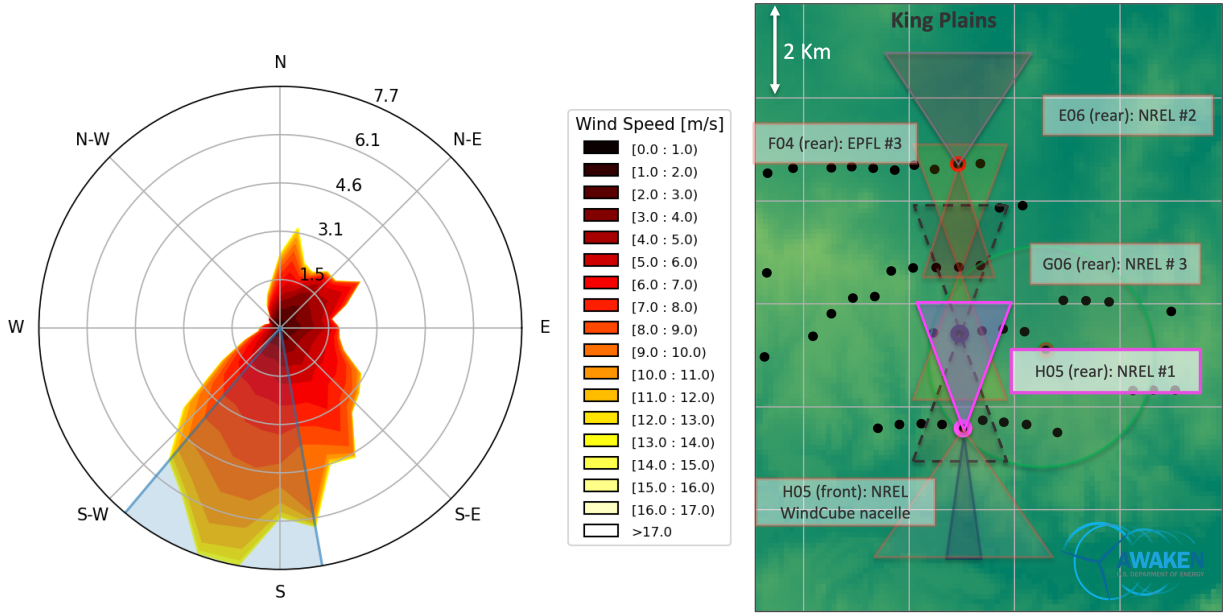 N
N-E
E
S-E
S
S-W
W
N-W
1.5
3.1
4.6
6.1
7.7
Wind Speed [m/s]
[0.0 : 1.0)
[1.0 : 2.0)
[2.0 : 3.0)
[3.0 : 4.0)
[4.0 : 5.0)
[5.0 : 6.0)
[6.0 : 7.0)
[7.0 : 8.0)
[8.0 : 9.0)
[9.0 : 10.0)
[10.0 : 11.0)
[11.0 : 12.0)
[12.0 : 13.0)
[13.0 : 14.0)
[14.0 : 15.0)
[15.0 : 16.0)
[16.0 : 17.0)
>17.0
King Plains
2 Km
E06 (rear): NREL #2
F04 (rear): EPFL #3
G06 (rear): NREL # 3
H05 (rear): NREL #1
H05 (front): NREL
WindCube nacelle
AWAKEN
U.S. DEPARMENT OF ENERGY